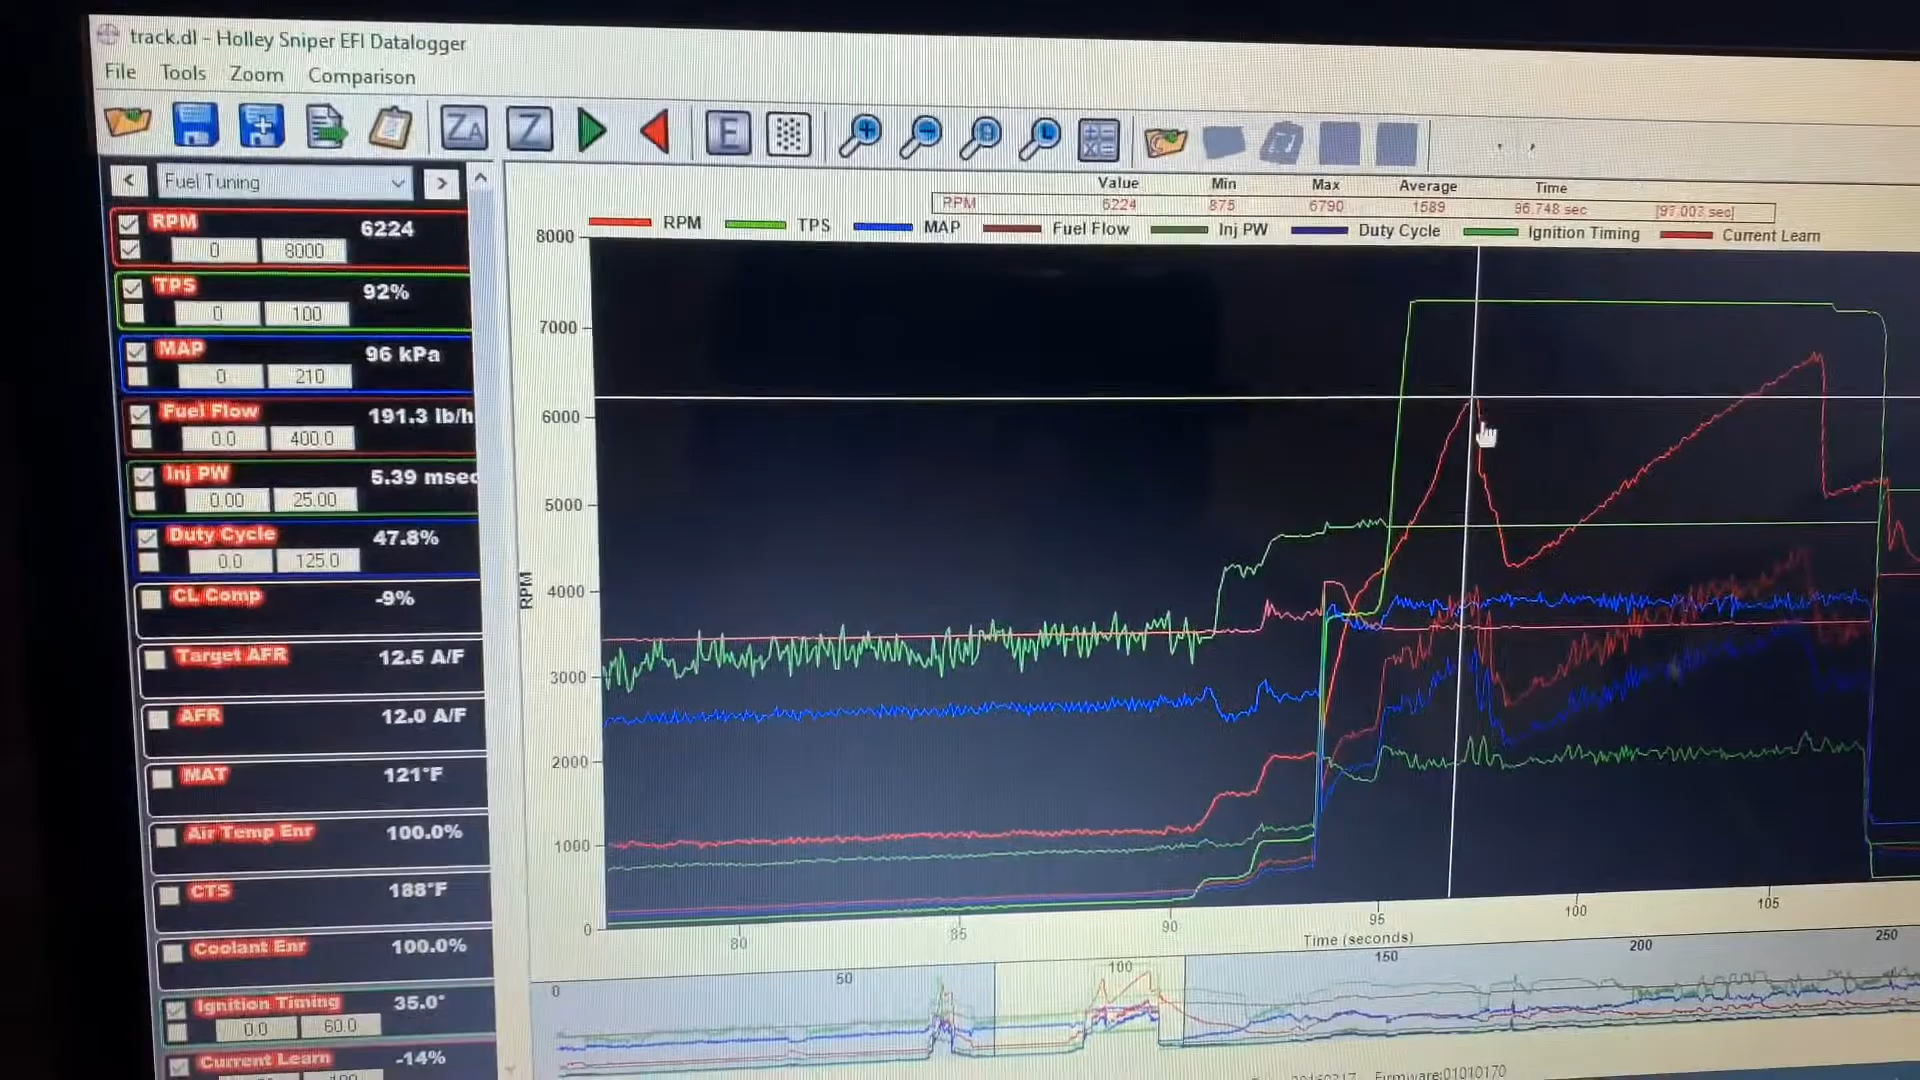 track.dl - Holley Sniper EFI Datalogger
File Tools Zoom Comparison
ZA Z E
< Fuel Tuning >
Value Min Max Average Time
RPM 6224 875 6790 1589 96.748 sec [97.003 sec]
RPM TPS MAP Fuel Flow Inj PW Duty Cycle Ignition Timing Current Learn
RPM 6224
0 8000
TPS 92%
0 100
MAP 96 kPa
0 210
Fuel Flow 191.3 lb/h
0.0 400.0
Inj PW 5.39 msec
0.00 25.00
Duty Cycle 47.8%
0.0 125.0
CL Comp -9%
Target AFR 12.5 A/F
AFR 12.0 A/F
MAT 121°F
Air Temp Enr 100.0%
CTS 188°F
Coolant Enr 100.0%
Ignition Timing 35.0°
0.0 60.0
Current Learn -14%
100
8000
7000
6000
5000
4000
3000
2000
1000
0
RPM
80 85 90 95 100 105
Time (seconds)
0 50 100 150 200 250
Firmware:01010170